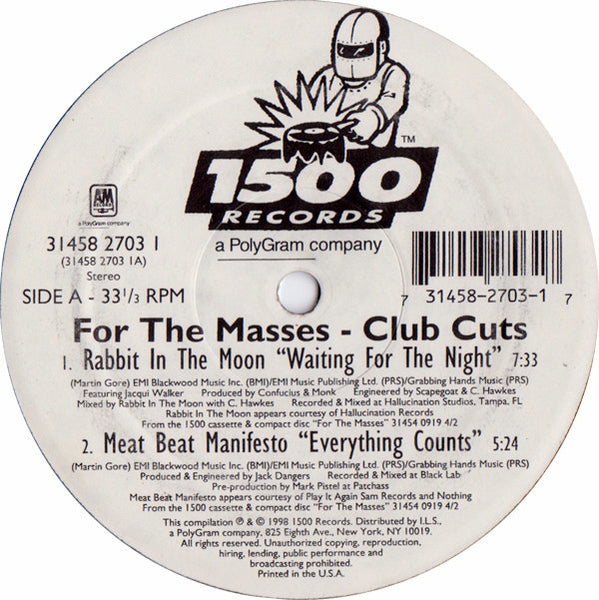 TM
1500
RECORDS
a PolyGram company
A&M
RECORDS
a PolyGram company
31458 2703 1
(31458 2703 1A)
Stereo
SIDE A - 33 1/3 RPM
7 31458-2703-1 7
For The Masses - Club Cuts
1. Rabbit In The Moon “Waiting For The Night” 7:33
(Martin Gore) EMI Blackwood Music Inc. (BMI)/EMI Music Publishing Ltd. (PRS)/Grabbing Hands Music (PRS)
Featuring Jacqui Walker Produced by Confucius & Monk Engineered by Scapegoat & C. Hawkes
Mixed by Rabbit In The Moon with C. Hawkes Recorded & Mixed at Hallucination Studios, Tampa, FL
Rabbit In The Moon appears courtesy of Hallucination Records
From the 1500 cassette & compact disc "For The Masses" 31454 0919 4/2
2. Meat Beat Manifesto “Everything Counts” 5:24
(Martin Gore) EMI Blackwood Music Inc. (BMI)/EMI Music Publishing Ltd. (PRS)/Grabbing Hands Music (PRS)
Produced & Engineered by Jack Dangers Recorded & Mixed at Black Lab
Pre-production by Mark Pistel at Patchass
Meat Beat Manifesto appears courtesy of Play It Again Sam Records and Nothing
From the 1500 cassette & compact disc "For The Masses" 31454 0919 4/2
This compilation ℗ & © 1998 1500 Records. Distributed by I.L.S.,
a PolyGram company, 825 Eighth Ave., New York, NY 10019.
All rights reserved. Unauthorized copying, reproduction,
hiring, lending, public performance and
broadcasting prohibited.
Printed in the U.S.A.